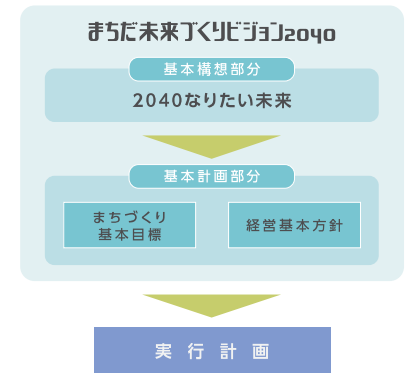 まちだ未来づくりビジョン2040
基本構想部分
2040なりたい未来
基本計画部分
まちづくり
基本目標
経営基本方針
実行計画